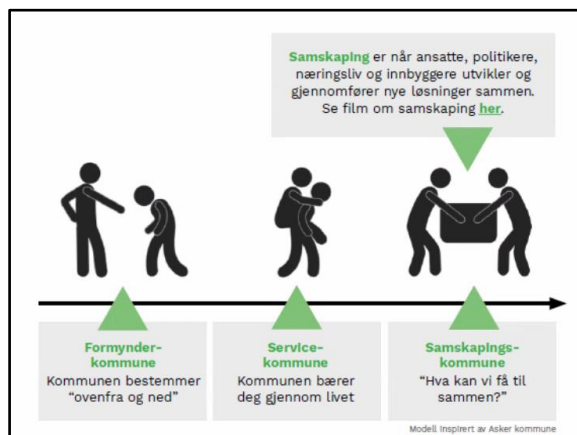 Samskaping er når ansatte, politikere,
næringsliv og innbyggere utvikler og
gjennomfører nye løsninger sammen.
Se film om samskaping her.
Formynder-
kommune
Kommunen bestemmer
“ovenfra og ned”
Service-
kommune
Kommunen bærer
deg gjennom livet
Samskapings-
kommune
“Hva kan vi få til
sammen?”
Modell inspirert av Asker kommune